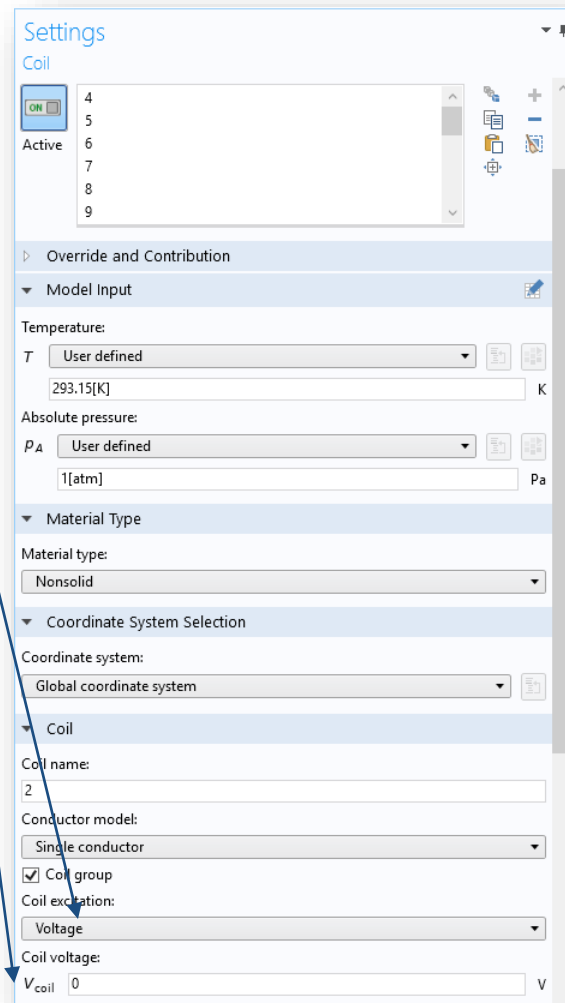 Settings
Coil
ON
Active
4
5
6
7
8
9
Override and Contribution
Model Input
Temperature:
T User defined
293.15[K] K
Absolute pressure:
pA User defined
1[atm] Pa
Material Type
Material type:
Nonsolid
Coordinate System Selection
Coordinate system:
Global coordinate system
Coil
Coil name:
2
Conductor model:
Single conductor
Coil group
Coil excitation:
Voltage
Coil voltage:
Vcoil 0 V